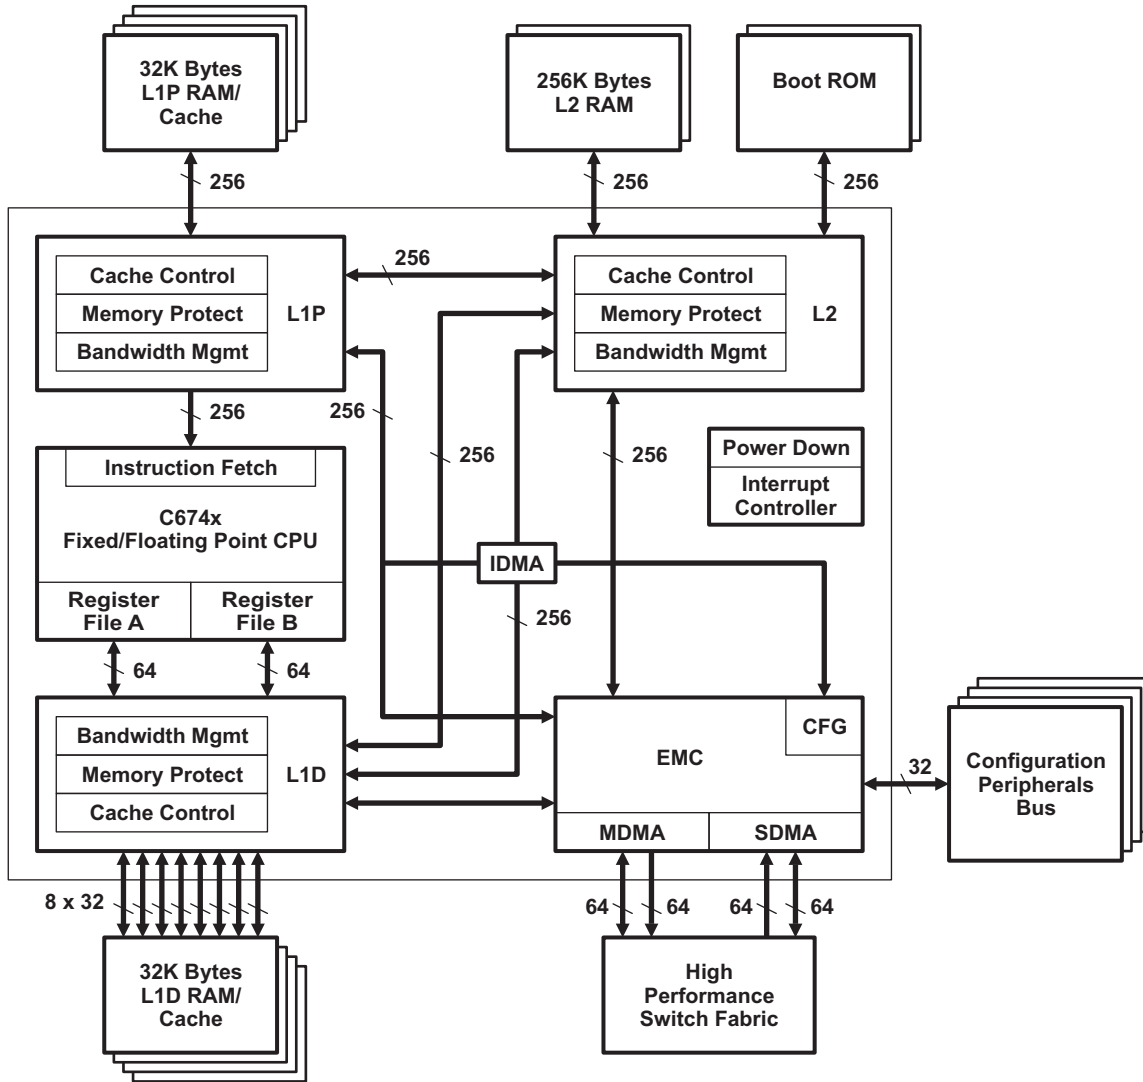 32K Bytes
L1P RAM/
Cache
256K Bytes
L2 RAM
Boot ROM
256
256
256
Cache Control
Memory Protect
Bandwidth Mgmt
L1P
256
Cache Control
Memory Protect
Bandwidth Mgmt
L2
256
256
256
256
Instruction Fetch
C674x
Fixed/Floating Point CPU
Register
File A
Register
File B
Power Down
Interrupt
Controller
IDMA
256
64
64
Bandwidth Mgmt
Memory Protect
Cache Control
L1D
CFG
EMC
MDMA
SDMA
32
Configuration
Peripherals
Bus
8 x 32
64
64
64
64
32K Bytes
L1D RAM/
Cache
High
Performance
Switch Fabric